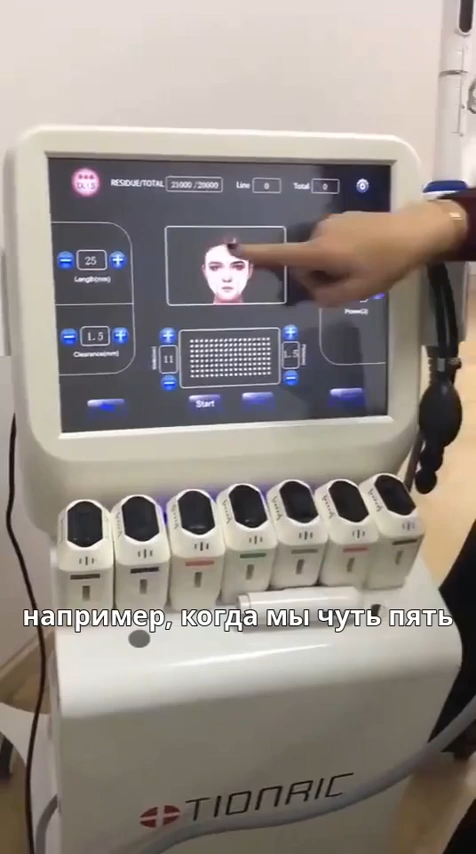 RESIDUE/TOTAL 21000 /20000 Line 0 Total 0
25
Length(mm)
1.5
Clearance(mm)
11
1.5
Power(J)
Start
например, когда мы чуть пять
TIONRIC